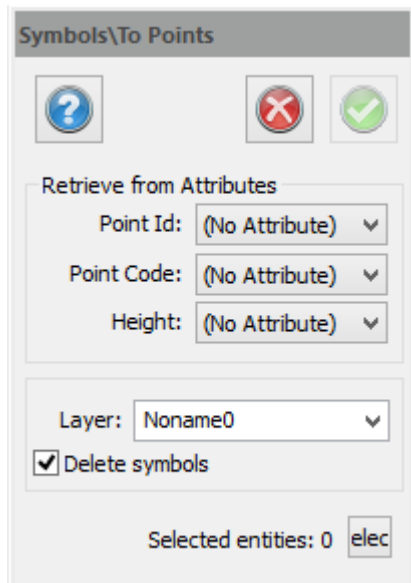 Symbols\To Points
?
Retrieve from Attributes
Point Id: (No Attribute)
Point Code: (No Attribute)
Height: (No Attribute)
Layer: Noname0
Delete symbols
Selected entities: 0 elec